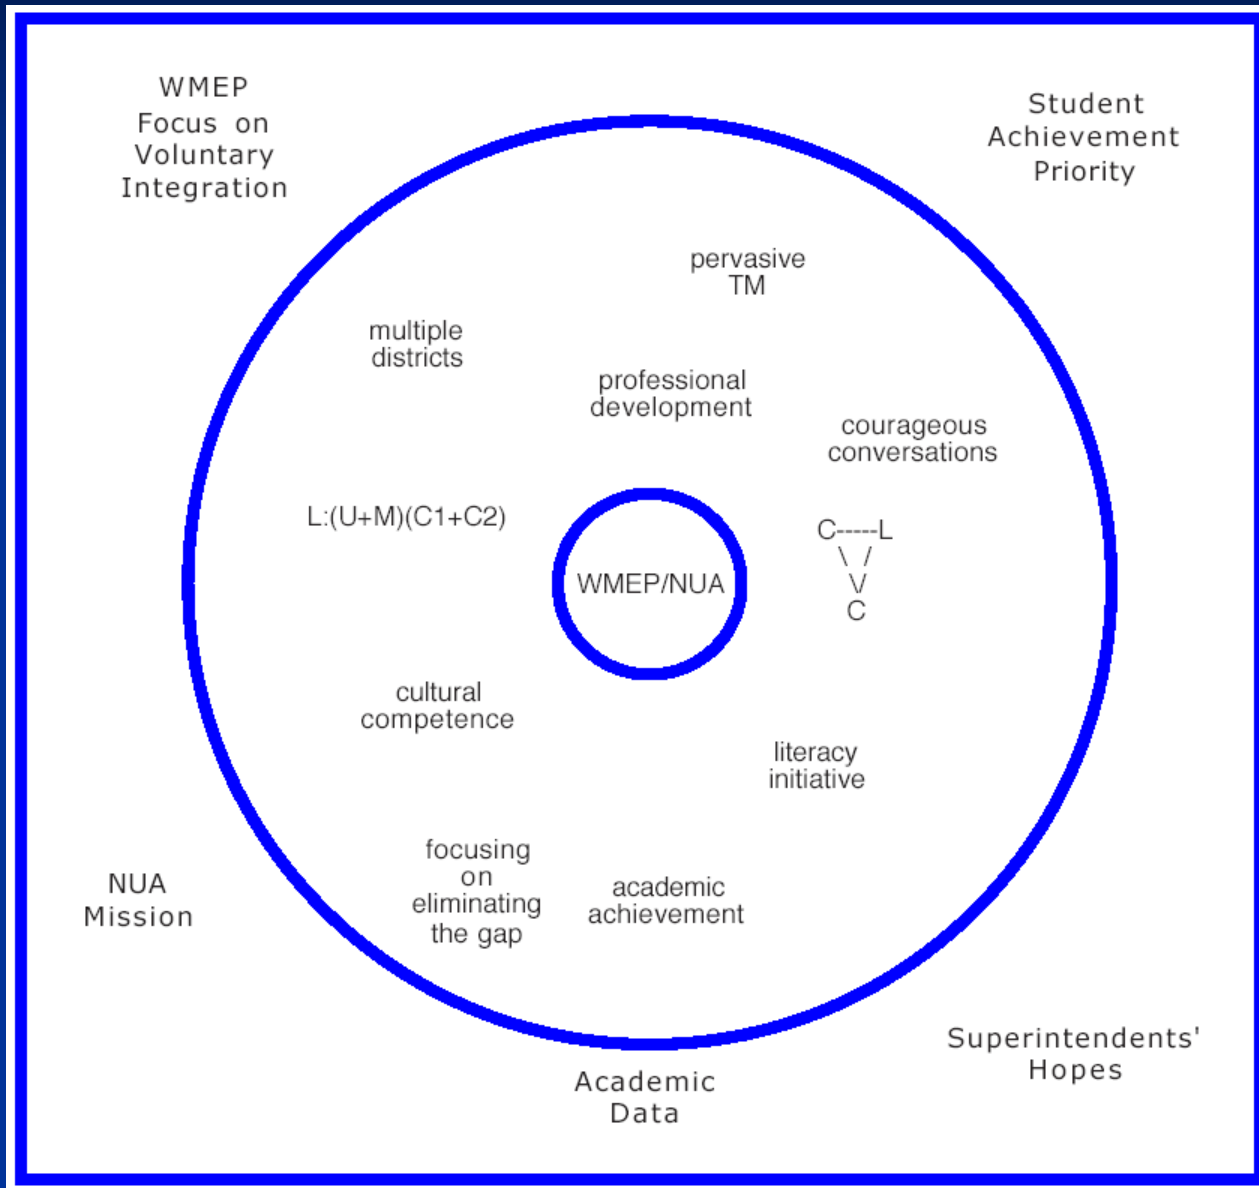 WMEP
Focus on
Voluntary
Integration
Student
Achievement
Priority
pervasive
TM
multiple
districts
professional
development
courageous
conversations
L:(U+M)(C1+C2)
C-----L
\ /
\/
C
WMEP/NUA
cultural
competence
literacy
initiative
focusing
on
eliminating
the gap
academic
achievement
NUA
Mission
Superintendents'
Hopes
Academic
Data